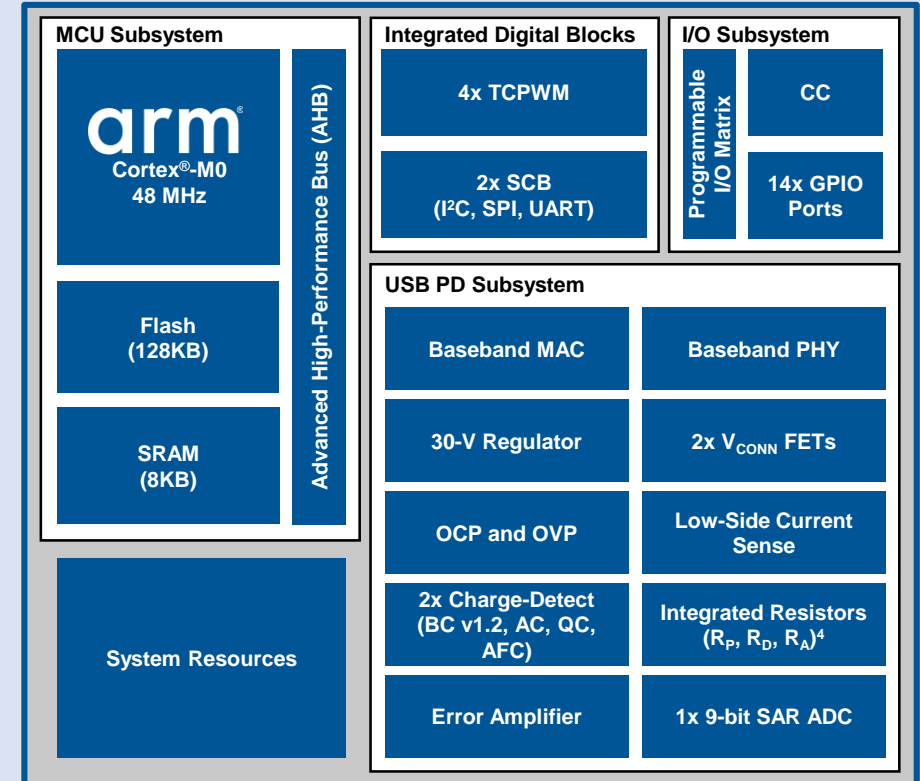 MCU Subsystem
arm®
Cortex®-M0
48 MHz
Flash
(128KB)
SRAM
(8KB)
Advanced High-Performance Bus (AHB)
System Resources
Integrated Digital Blocks
4x TCPWM
2x SCB
(I²C, SPI, UART)
I/O Subsystem
Programmable
I/O Matrix
CC
14x GPIO
Ports
USB PD Subsystem
Baseband MAC
Baseband PHY
30-V Regulator
2x VCONN FETs
OCP and OVP
Low-Side Current
Sense
2x Charge-Detect
(BC v1.2, AC, QC,
AFC)
Integrated Resistors
(RP, RD, RA)⁴
Error Amplifier
1x 9-bit SAR ADC